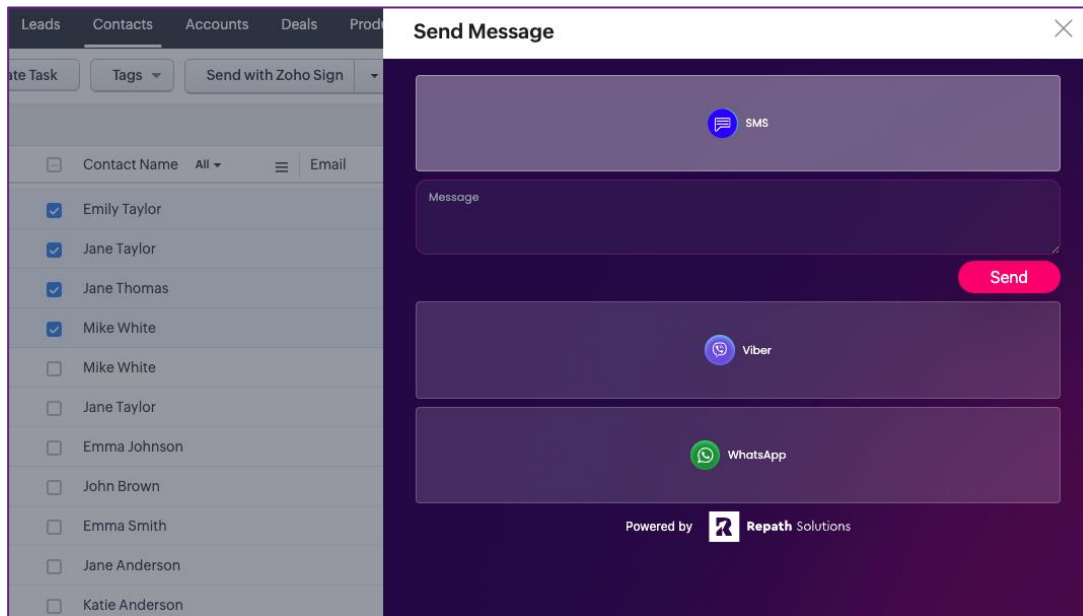 Leads Contacts Accounts Deals Produ
ate Task Tags Send with Zoho Sign
Contact Name All Email
Emily Taylor
Jane Taylor
Jane Thomas
Mike White
Mike White
Jane Taylor
Emma Johnson
John Brown
Emma Smith
Jane Anderson
Katie Anderson
Send Message
SMS
Message
Send
Viber
WhatsApp
Powered by Repath Solutions